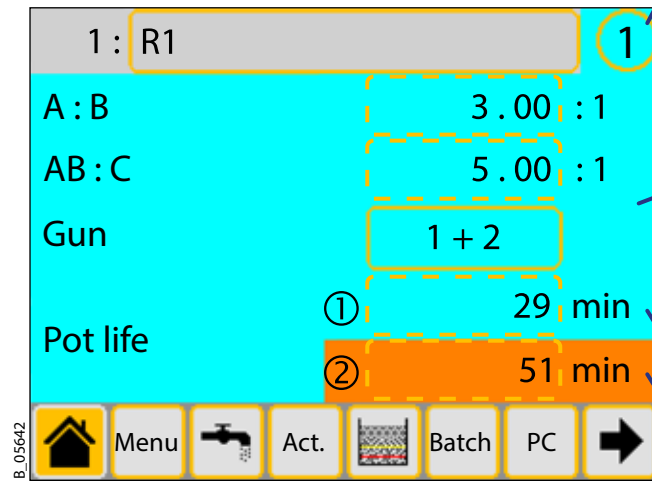 1 : R1 1
A : B 3 . 00 : 1
AB : C 5 . 00 : 1
Gun 1 + 2
① 29 min
Pot life
② 51 min
Menu Act. Batch PC
B_05642